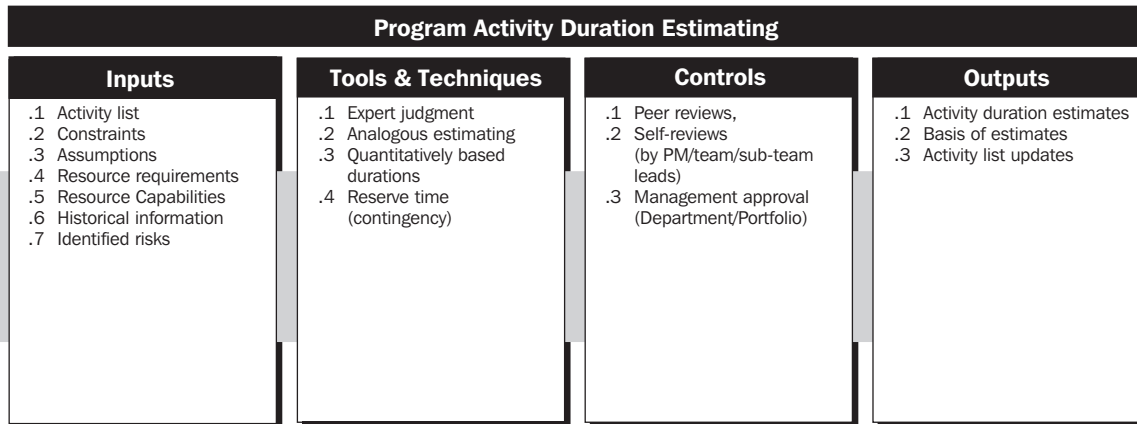 Program Activity Duration Estimating
Inputs
.1 Activity list
.2 Constraints
.3 Assumptions
.4 Resource requirements
.5 Resource Capabilities
.6 Historical information
.7 Identified risks
Tools & Techniques
.1 Expert judgment
.2 Analogous estimating
.3 Quantitatively based
durations
.4 Reserve time
(contingency)
Controls
.1 Peer reviews,
.2 Self-reviews
(by PM/team/sub-team
leads)
.3 Management approval
(Department/Portfolio)
Outputs
.1 Activity duration estimates
.2 Basis of estimates
.3 Activity list updates